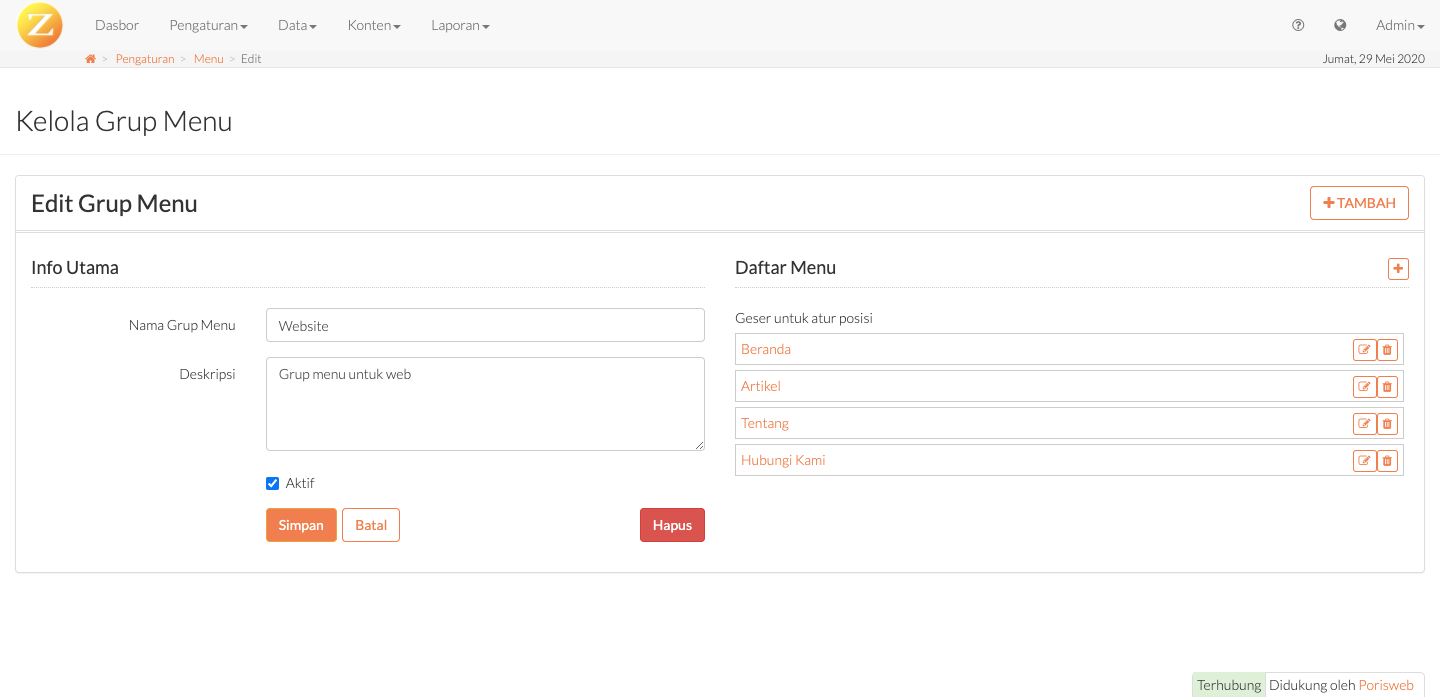 Z Dasbor Pengaturan Data Konten Laporan Admin
> Pengaturan > Menu > Edit Jumat, 29 Mei 2020
Kelola Grup Menu
Edit Grup Menu
+ TAMBAH
Info Utama
Nama Grup Menu Website
Deskripsi Grup menu untuk web
Aktif
Simpan Batal Hapus
Daftar Menu +
Geser untuk atur posisi
Beranda
Artikel
Tentang
Hubungi Kami
Terhubung Didukung oleh Porisweb